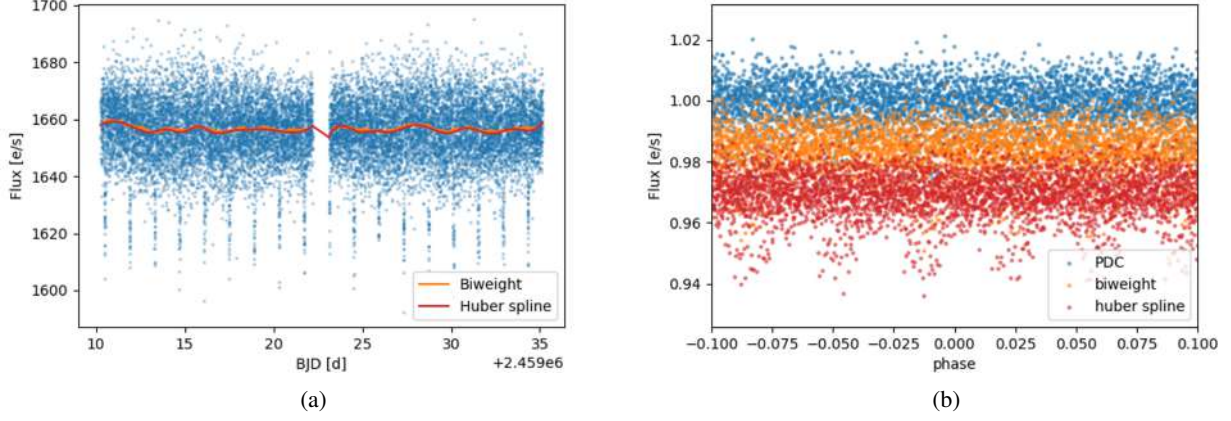 1700
1680
1660
1640
1620
1600
Flux [e/s]
Biweight
Huber spline
10 15 20 25 30 35
BJD [d]
+2.459e6
(a)
1.02
1.00
0.98
0.96
0.94
Flux [e/s]
PDC
biweight
huber spline
−0.100 −0.075 −0.050 −0.025 0.000 0.025 0.050 0.075 0.100
phase
(b)